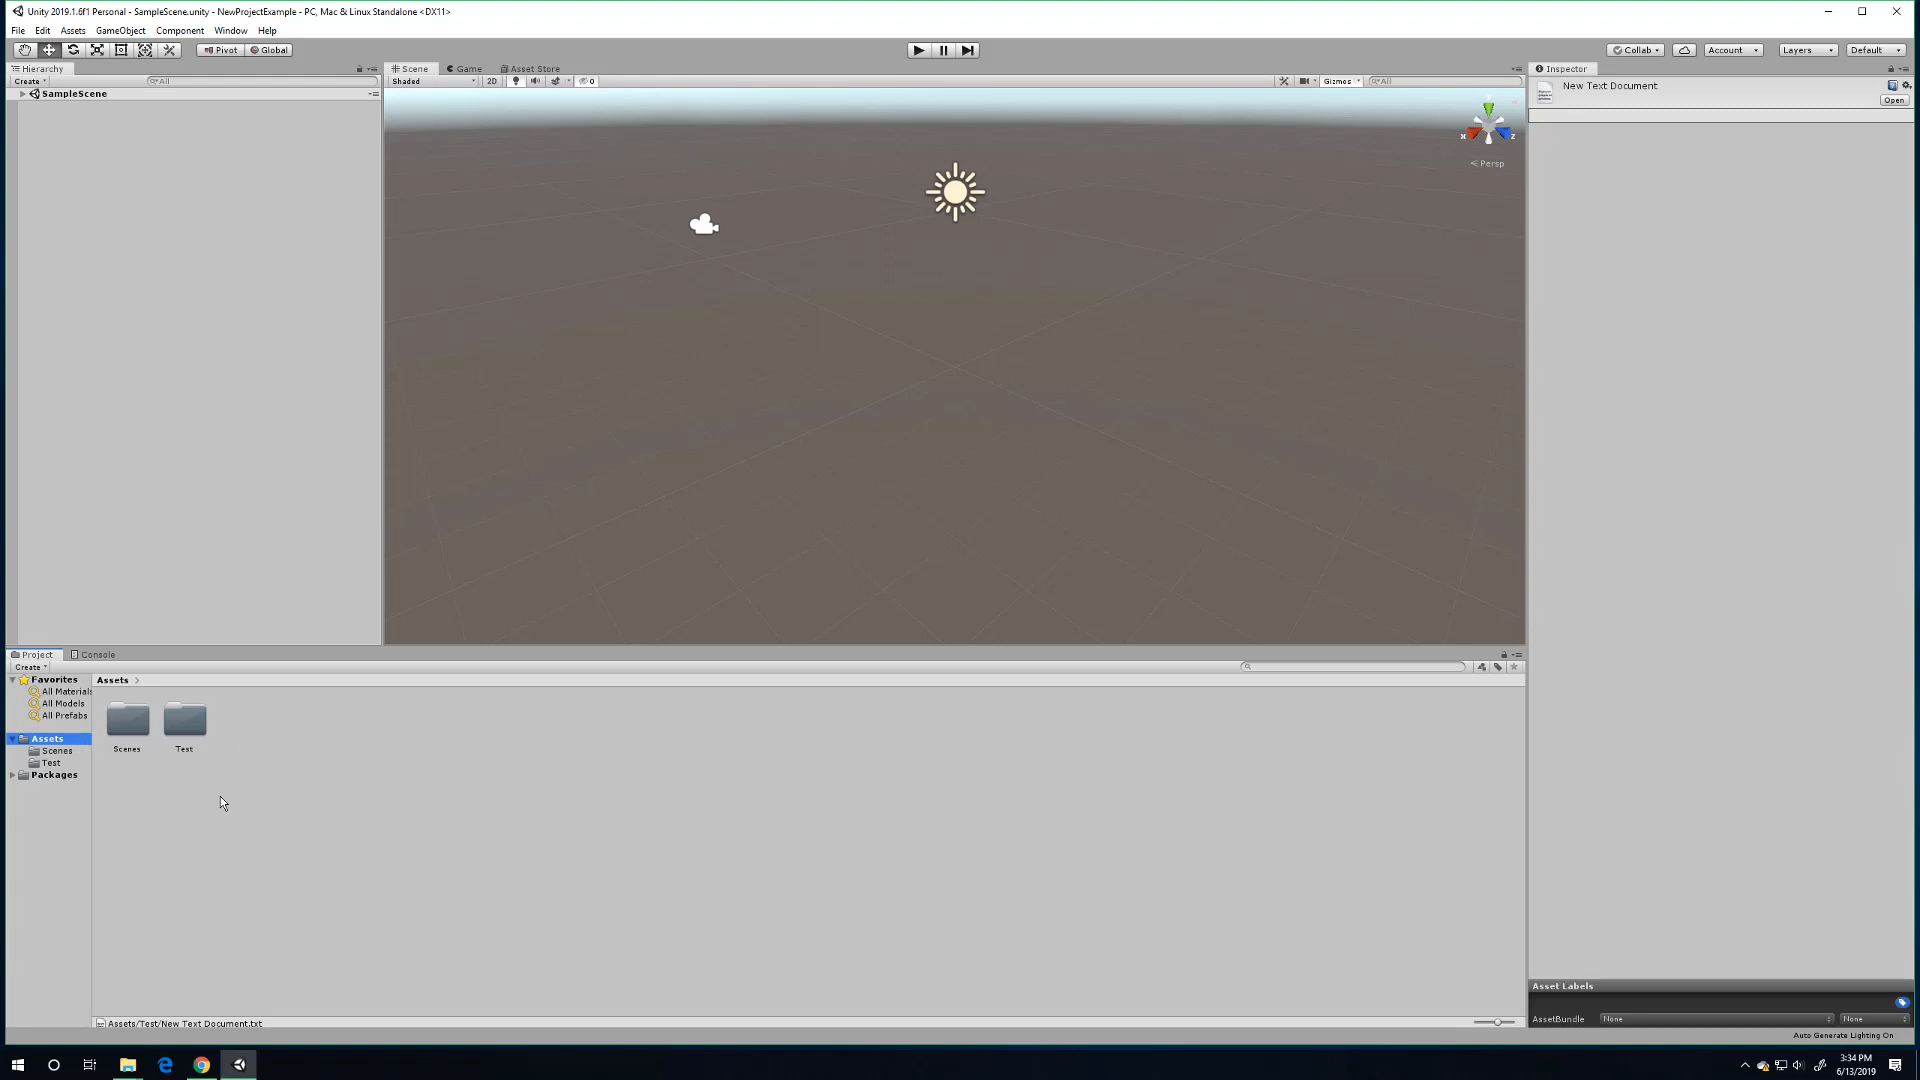 Unity 2019.1.6f1 Personal - SampleScene.unity - NewProjectExample - PC, Mac & Linux Standalone <DX11>
File Edit Assets GameObject Component Window Help
Pivot Global Collab Account Layers Default
Hierarchy
Create All
SampleScene
Scene Game Asset Store
Shaded 2D 0 Gizmos All
x z
Persp
Inspector
New Text Document
Open
Project Console
Create
Favorites
All Materials
All Models
All Prefabs
Assets
Scenes
Test
Packages
Assets
Scenes Test
Assets/Test/New Text Document.txt
Asset Labels
AssetBundle None None
Auto Generate Lighting On
3:34 PM
6/13/2019